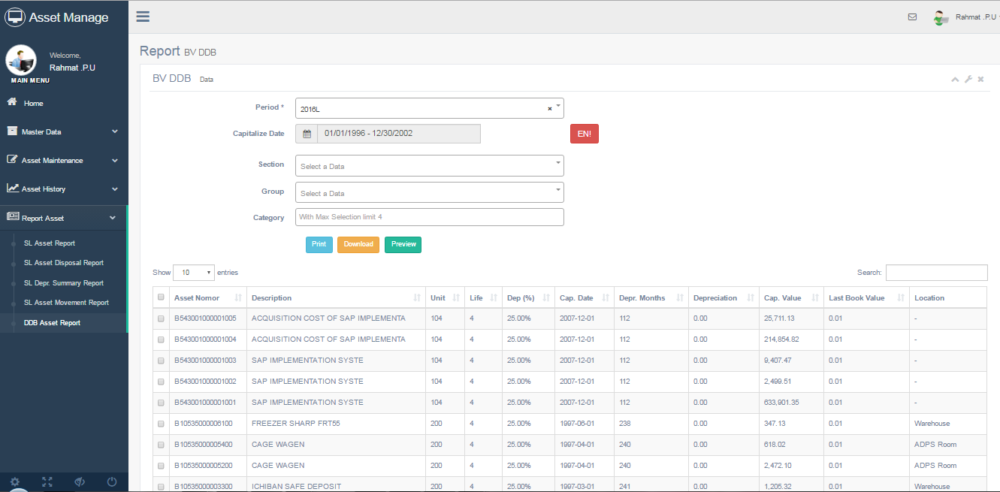 Asset Manage
Rahmat .P.U
Welcome,
Rahmat .P.U
MAIN MENU
Home
Master Data
Asset Maintenance
Asset History
Report Asset
SL Asset Report
SL Asset Disposal Report
SL Depr. Summary Report
SL Asset Movement Report
DDB Asset Report
Report BV DDB
BV DDB Data
Period * 2016L ×
Capitalize Date 01/01/1996 - 12/30/2002 EN!
Section Select a Data
Group Select a Data
Category With Max Selection limit 4
Print Download Preview
Show 10 entries Search:
Asset Nomor Description Unit Life Dep (%) Cap. Date Depr. Months Depreciation Cap. Value Last Book Value Location
B543001000001005 ACQUISITION COST OF SAP IMPLEMENTA 104 4 25.00% 2007-12-01 112 0.00 25,711.13 0.01 -
B543001000001004 ACQUISITION COST OF SAP IMPLEMENTA 104 4 25.00% 2007-12-01 112 0.00 214,854.82 0.01 -
B543001000001003 SAP IMPLEMENTATION SYSTE 104 4 25.00% 2007-12-01 112 0.00 9,407.47 0.01 -
B543001000001002 SAP IMPLEMENTATION SYSTE 104 4 25.00% 2007-12-01 112 0.00 2,499.51 0.01 -
B543001000001001 SAP IMPLEMENTATION SYSTE 104 4 25.00% 2007-12-01 112 0.00 633,901.35 0.01 -
B10535000006100 FREEZER SHARP FRT55 200 4 25.00% 1997-06-01 238 0.00 347.13 0.01 Warehouse
B10535000005400 CAGE WAGEN 200 4 25.00% 1997-04-01 240 0.00 618.02 0.01 ADPS Room
B10535000005200 CAGE WAGEN 200 4 25.00% 1997-04-01 240 0.00 2,472.10 0.01 ADPS Room
B10535000003300 ICHIBAN SAFE DEPOSIT 200 4 25.00% 1997-03-01 241 0.00 1,205.32 0.01 Warehouse